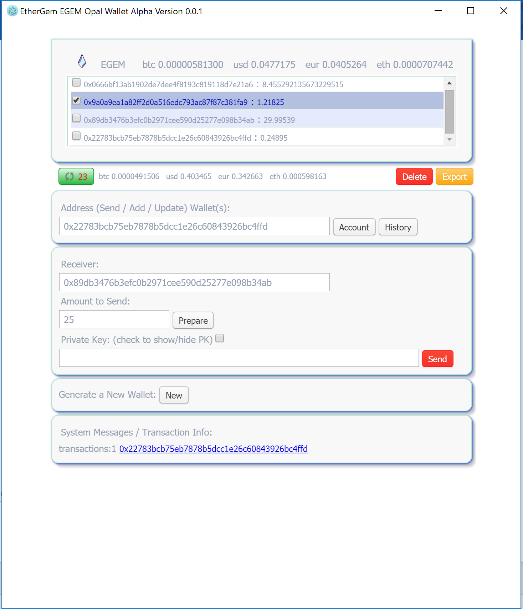 EtherGem EGEM Opal Wallet Alpha Version 0.0.1
EGEM btc 0.00000581300 usd 0.0477175 eur 0.0405264 eth 0.0000707442
0x0666bf13ab1902de7dee4f8193c819118d7e21a6 : 8.455292135673229515
0x9a0a9ea1a82ff2d0a516edc793ac87f87c381fa9 : 1.21825
0x89db3476b3efc0b2971cee590d25277e098b34ab : 29.99539
0x22783bcb75eb7878b5dcc1e26c60843926bc4ffd : 0.24895
23 btc 0.0000491506 usd 0.403465 eur 0.342663 eth 0.000598163 Delete Export
Address (Send / Add / Update) Wallet(s):
0x22783bcb75eb7878b5dcc1e26c60843926bc4ffd Account History
Receiver:
0x89db3476b3efc0b2971cee590d25277e098b34ab
Amount to Send:
25 Prepare
Private Key: (check to show/hide PK)
Send
Generate a New Wallet: New
System Messages / Transaction Info:
transactions:1 0x22783bcb75eb7878b5dcc1e26c60843926bc4ffd